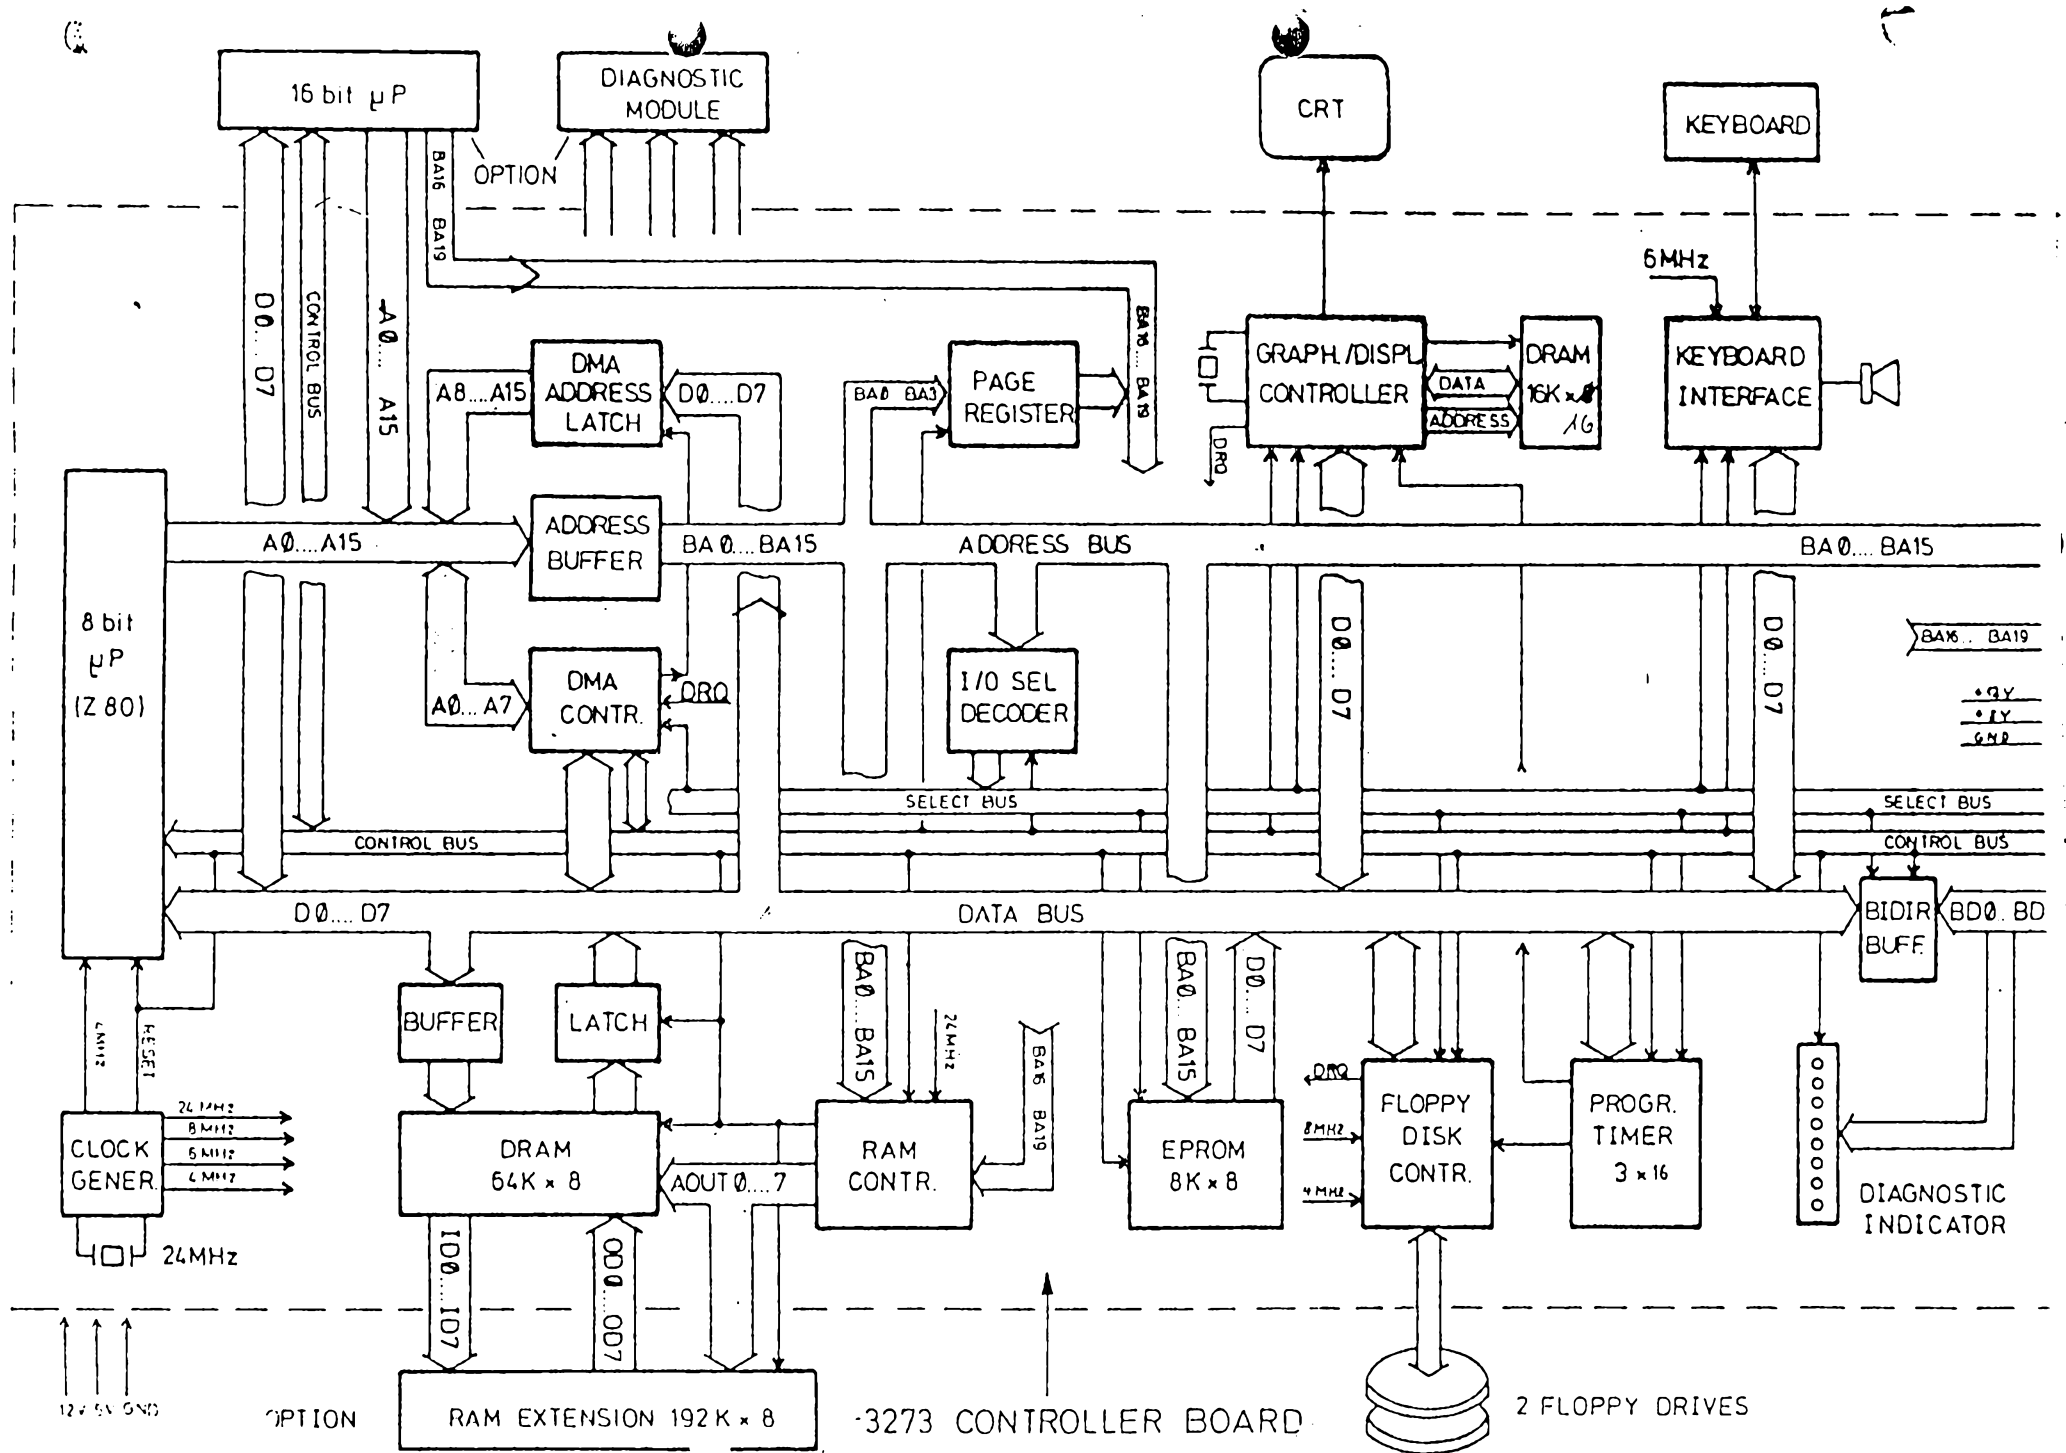 16 bit µP
DIAGNOSTIC
MODULE
OPTION
CRT
KEYBOARD
BA16 BA19
D0....D7
CONTROL BUS
A0.... A15
A8....A15
DMA
ADDRESS
LATCH
D0....D7
BA0 BA3
PAGE
REGISTER
BA16.... BA19
GRAPH./DISPL
CONTROLLER
DRQ
DATA
ADDRESS
DRAM
16K x 8
16
6MHz
KEYBOARD
INTERFACE
8 bit
µP
(Z 80)
A0....A15
ADDRESS
BUFFER
BA0....BA15
ADDRESS BUS
BA0....BA15
A0... A7
DMA
CONTR.
DRQ
I/O SEL
DECODER
D0....D7
D0....D7
BA16... BA19
GND
SELECT BUS
SELECT BUS
CONTROL BUS
CONTROL BUS
D0.... D7
DATA BUS
BIDIR
BUFF.
BD0..BD
4MHz
RESET
BUFFER
LATCH
BA0....BA15
24MHz
BA16 BA19
BA0....BA15
D0....D7
CLOCK
GENER.
24 MHz
8 MHz
6 MHz
4 MHz
24MHz
DRAM
64K x 8
AOUT 0....7
RAM
CONTR.
EPROM
8K x 8
DRQ
8MHz
4MHz
FLOPPY
DISK
CONTR.
PROGR.
TIMER
3 x 16
DIAGNOSTIC
INDICATOR
ID0...ID7
OD0....OD7
12V 5V GND
OPTION
RAM EXTENSION 192 K x 8
-3273 CONTROLLER BOARD
2 FLOPPY DRIVES